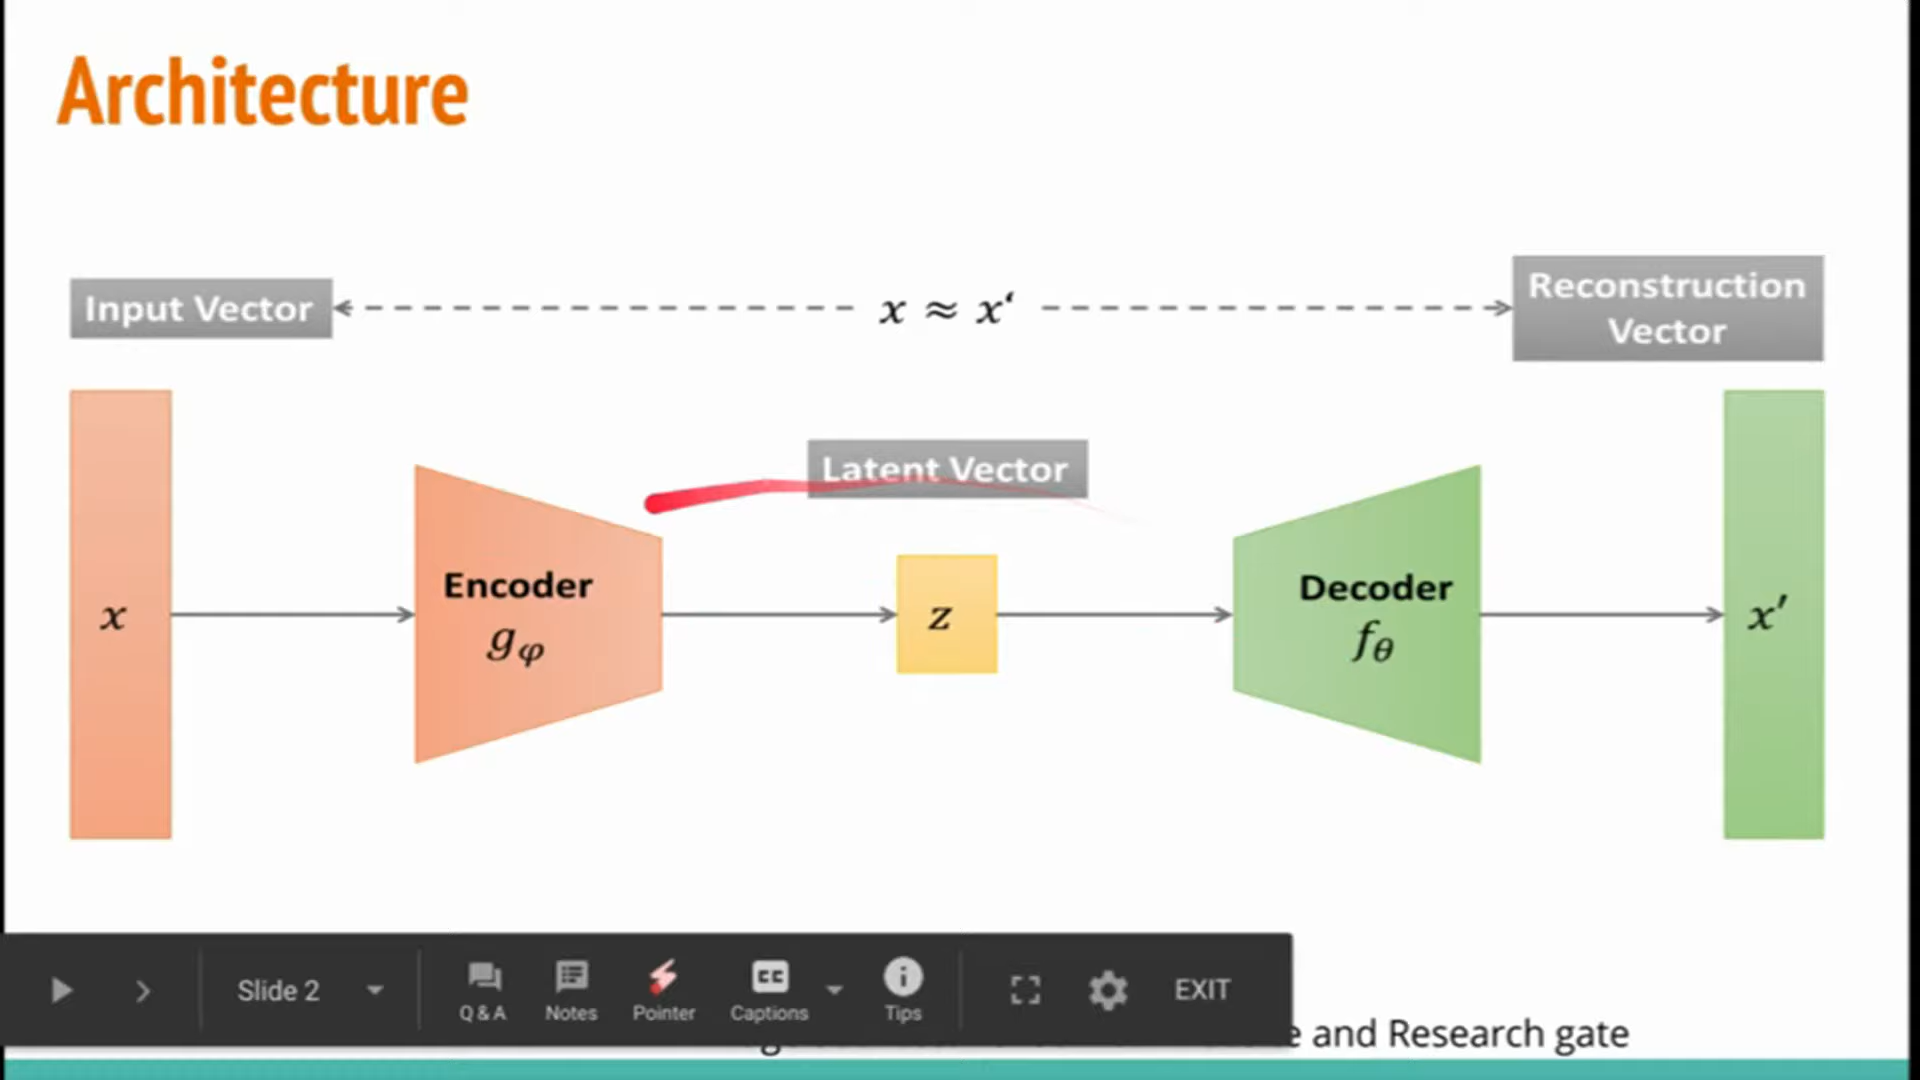 Architecture
Input Vector
x ≈ x‘
Reconstruction
Vector
Latent Vector
x
Encoder
gφ
z
Decoder
fθ
x′
Slide 2
Q & A
Notes
Pointer
CC
Captions
Tips
EXIT
and Research gate